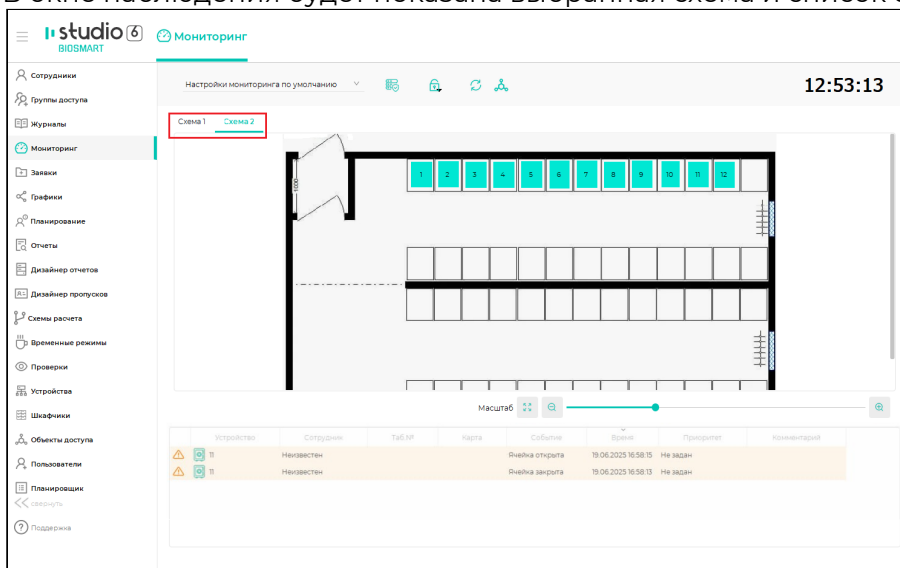 В окне наблюдения будет показана выбранная схема и список
studio 6
BIOSMART
Мониторинг
Сотрудники
Группы доступа
Журналы
Мониторинг
Заявки
Графики
Планирование
Отчеты
Дизайнер отчетов
Дизайнер пропусков
Схемы расчета
Временные режимы
Проверки
Устройства
Шкафчики
Объекты доступа
Пользователи
Планировщик
свернуть
Поддержка
Настройки мониторинга по умолчанию
12:53:13
Схема 1 Схема 2
1000
1 2 3 4 5 6 7 8 9 10 11 12
Масштаб
Устройство Сотрудник Таб.№ Карта Событие Время Приоритет Комментарий
11 Неизвестен Ячейка открыта 19.06.2025 16:58:15 Не задан
11 Неизвестен Ячейка закрыта 19.06.2025 16:58:13 Не задан